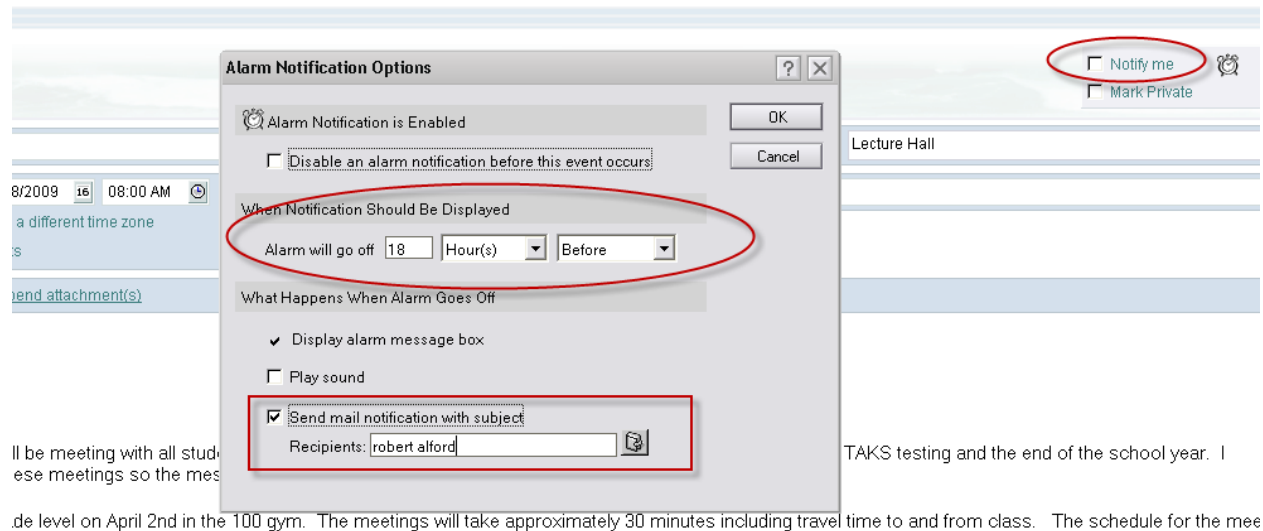 Notify me
Mark Private
Alarm Notification Options
Alarm Notification is Enabled
OK
Disable an alarm notification before this event occurs
Cancel
Lecture Hall
8/2009 16 08:00 AM
When Notification Should Be Displayed
a different time zone
Alarm will go off 18 Hour(s) Before
end attachment(s)
What Happens When Alarm Goes Off
Display alarm message box
Play sound
Send mail notification with subject
Recipients: robert alford
ll be meeting with all stud TAKS testing and the end of the school year. I
ese meetings so the mes
de level on April 2nd in the 100 gym. The meetings will take approximately 30 minutes including travel time to and from class. The schedule for the mee